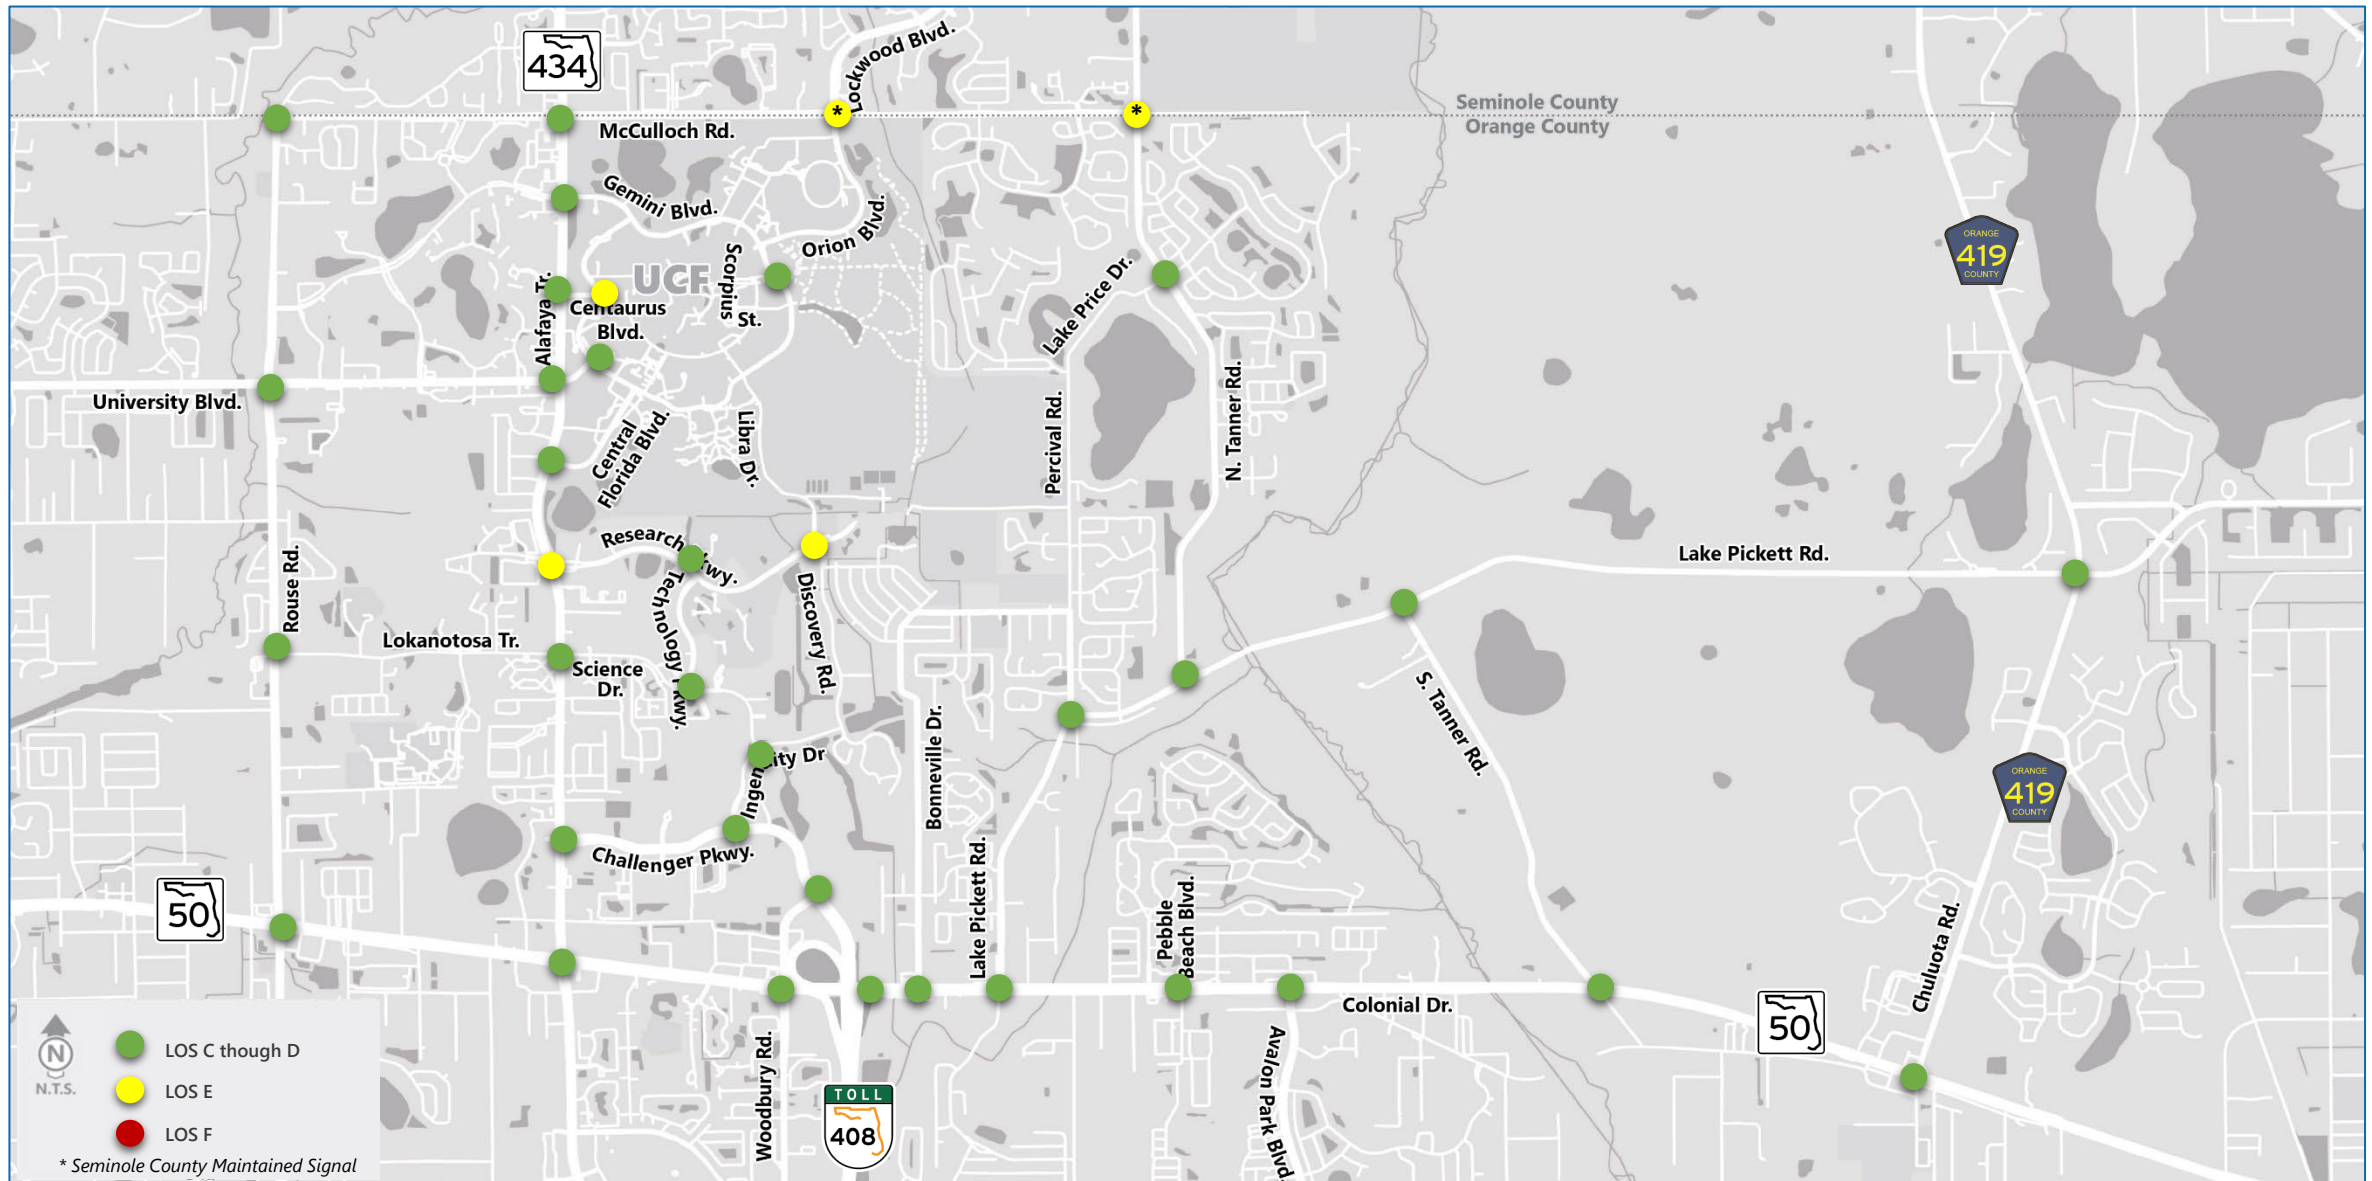 Lockwood Blvd.
434
*
*
Seminole County
Orange County
McCulloch Rd.
Gemini Blvd.
Orion Blvd.
Scorpius
St.
UCF
ORANGE
419
COUNTY
Alafaya Tr.
Centaurus
Blvd.
Lake Price Dr.
University Blvd.
N. Tanner Rd.
Percival Rd.
Central
Florida Blvd.
Libra Dr.
Research Pkwy.
Lake Pickett Rd.
Rouse Rd.
Technology Pkwy.
Discovery Rd.
Lokanotosa Tr.
Science
Dr.
S. Tanner Rd.
Bonneville Dr.
Ingenuity Dr
ORANGE
419
COUNTY
Challenger Pkwy.
Lake Pickett Rd.
Pebble
Beach Blvd.
50
Chuluota Rd.
Colonial Dr.
50
Woodbury Rd.
Avalon Park Blvd.
TOLL
408
N
N.T.S.
LOS C though D
LOS E
LOS F
* Seminole County Maintained Signal